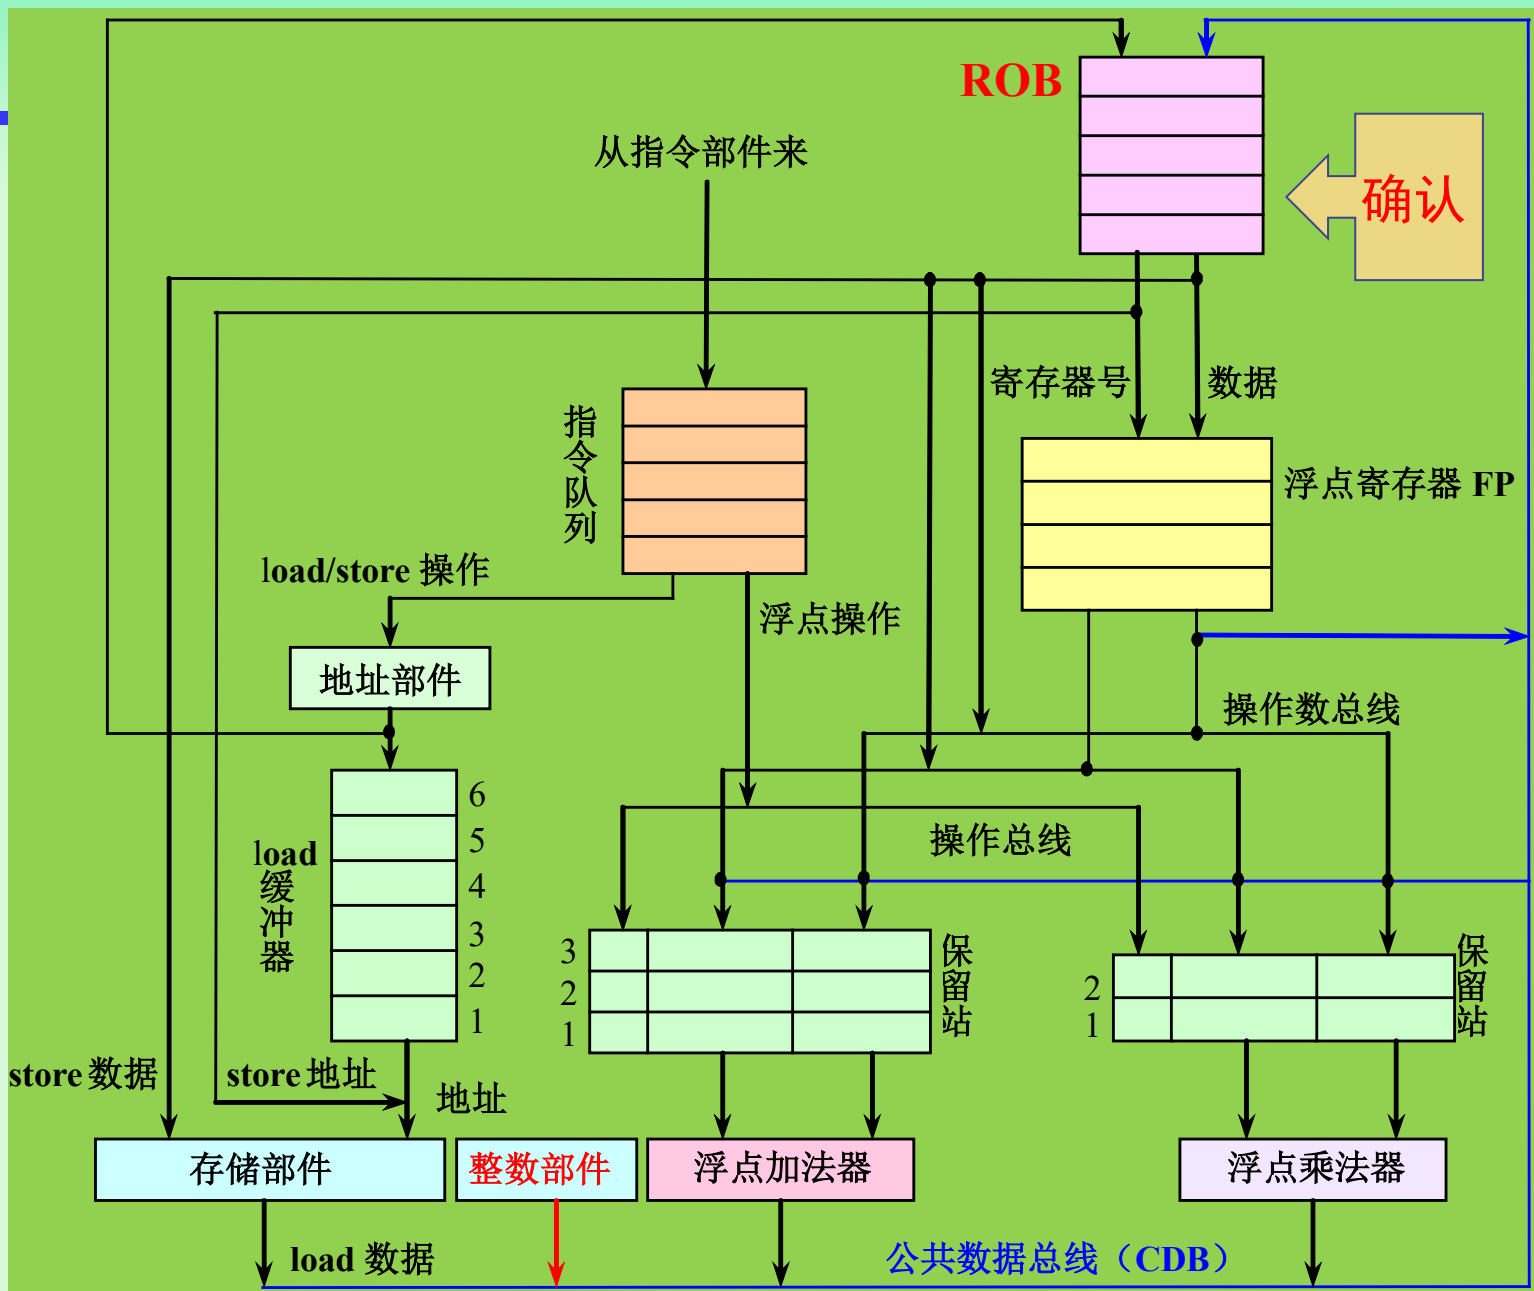 ROB
从指令部件来
确认
寄存器号
数据
指令队列
浮点寄存器 FP
load/store 操作
浮点操作
地址部件
操作数总线
6
5
4
3
2
1
load
缓冲器
操作总线
3
2
1
保留站
2
1
保留站
store 数据
store 地址
地址
存储部件
整数部件
浮点加法器
浮点乘法器
load 数据
公共数据总线（CDB）